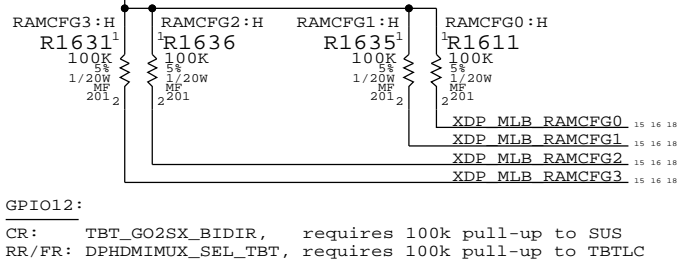 RAMCFG3:H RAMCFG2:H RAMCFG1:H RAMCFG0:H
R1631 1 1 R1636 R1635 1 1 R1611
100K 100K 100K 100K
5% 5% 5% 5%
1/20W 1/20W 1/20W 1/20W
MF MF MF MF
201 2 2 201 201 2 2 201
XDP_MLB_RAMCFG0 15 16 18
XDP_MLB_RAMCFG1 15 16 18
XDP_MLB_RAMCFG2 15 16 18
XDP_MLB_RAMCFG3 15 16 18
GPIO12:
CR: TBT_GO2SX_BIDIR, requires 100k pull-up to SUS
RR/FR: DPHDMIMUX_SEL_TBT, requires 100k pull-up to TBTLC